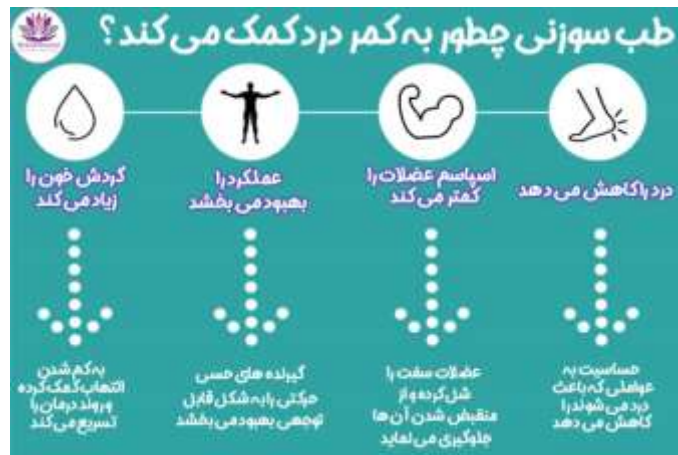 طب سوزنی چطور به کمر درد کمک می کند؟
درد را کاهش می دهد
اسپاسم عضلات را
کمتر می کند
عملکرد را
بهبود می بخشد
گردش خون را
زیاد می کند
حساسیت به
عواملی که باعث
درد می شوند را
کاهش می دهد
عضلات سفت را
شل کرده و از
منقبض شدن آن ها
جلوگیری می نماید
گیرنده های حسی
حرکتی را به شکل قابل
توجهی بهبود می بخشد
به کم شدن
التهاب کمک کرده
و روند درمان را
تسریع می کند